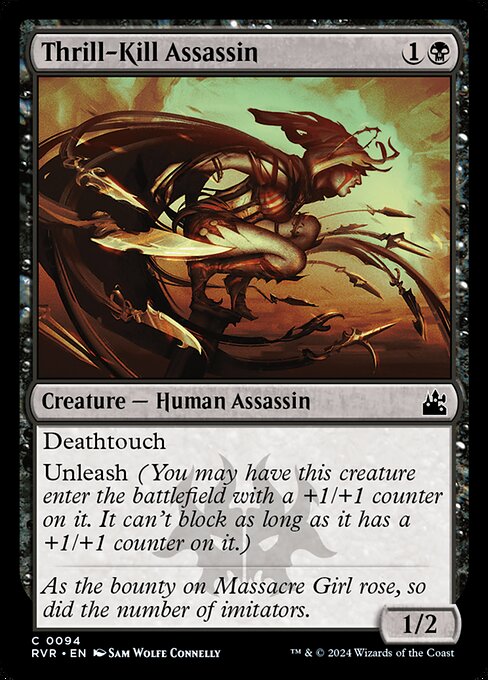 Thrill-Kill Assassin 1
Creature — Human Assassin
Deathtouch
Unleash (You may have this creature
enter the battlefield with a +1/+1 counter
on it. It can't block as long as it has a
+1/+1 counter on it.)
As the bounty on Massacre Girl rose, so
did the number of imitators.
1/2
C 0094
RVR • EN SAM WOLFE CONNELLY
™ & © 2024 Wizards of the Coast